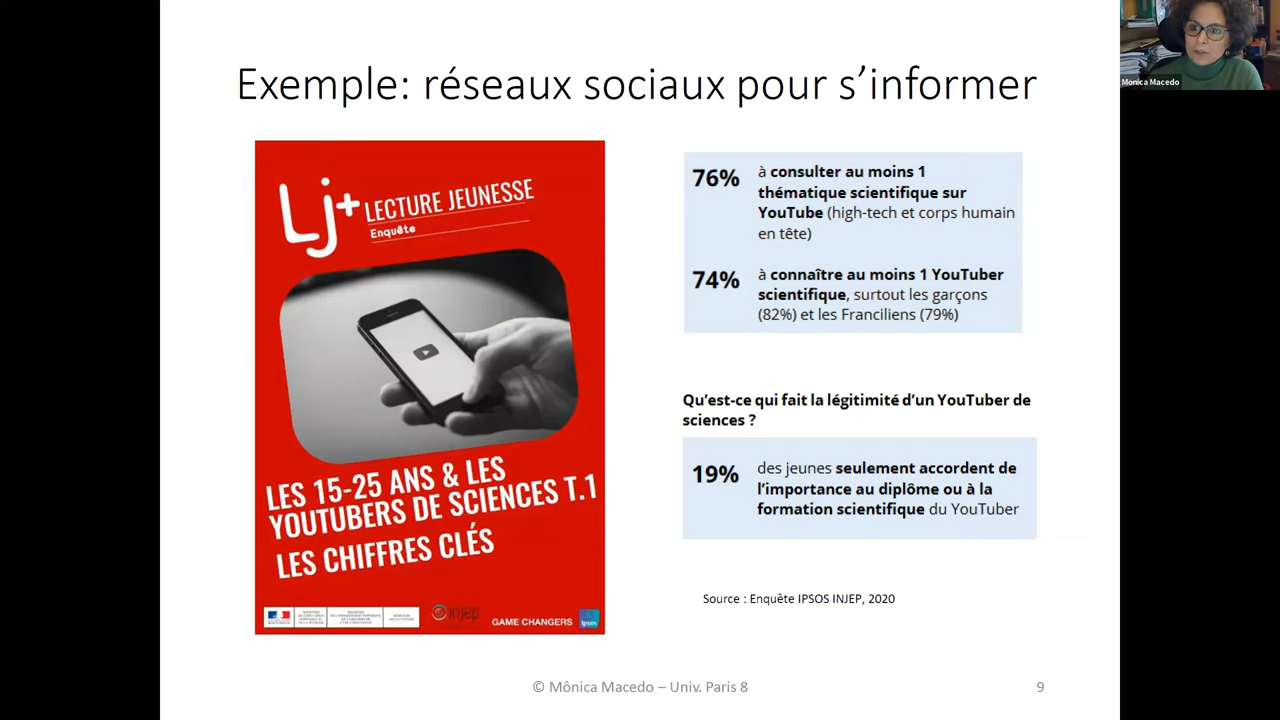 Monica Macedo
Exemple: réseaux sociaux pour s’informer
Lj+
LECTURE JEUNESSE
Enquête
LES 15-25 ANS & LES
YOUTUBERS DE SCIENCES T.1
LES CHIFFRES CLÉS
injep
GAME CHANGERS
Ipsos
76%
à consulter au moins 1
thématique scientifique sur
YouTube (high-tech et corps humain
en tête)
74%
à connaître au moins 1 YouTuber
scientifique, surtout les garçons
(82%) et les Franciliens (79%)
Qu’est-ce qui fait la légitimité d’un YouTuber de
sciences ?
19%
des jeunes seulement accordent de
l’importance au diplôme ou à la
formation scientifique du YouTuber
Source : Enquête IPSOS INJEP, 2020
© Mônica Macedo – Univ. Paris 8
9